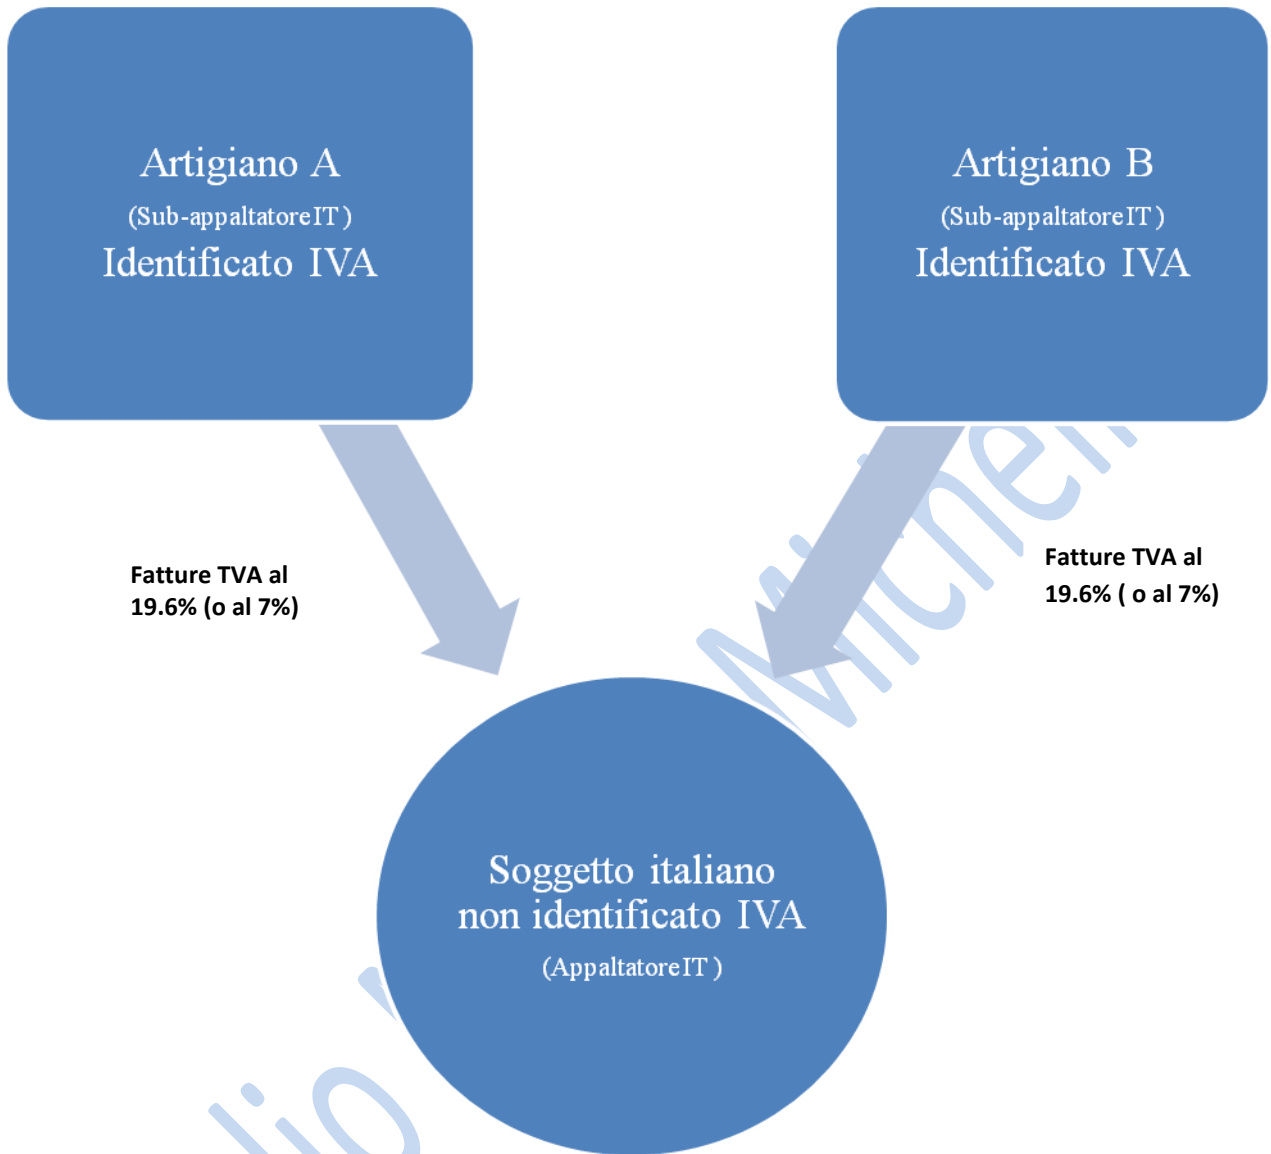 Artigiano A
(Sub-appaltatore IT )
Identificato IVA
Artigiano B
(Sub-appaltatore IT )
Identificato IVA
Fatture TVA al
19.6% (o al 7%)
Fatture TVA al
19.6% ( o al 7%)
Soggetto italiano
non identificato IVA
(Appaltatore IT )